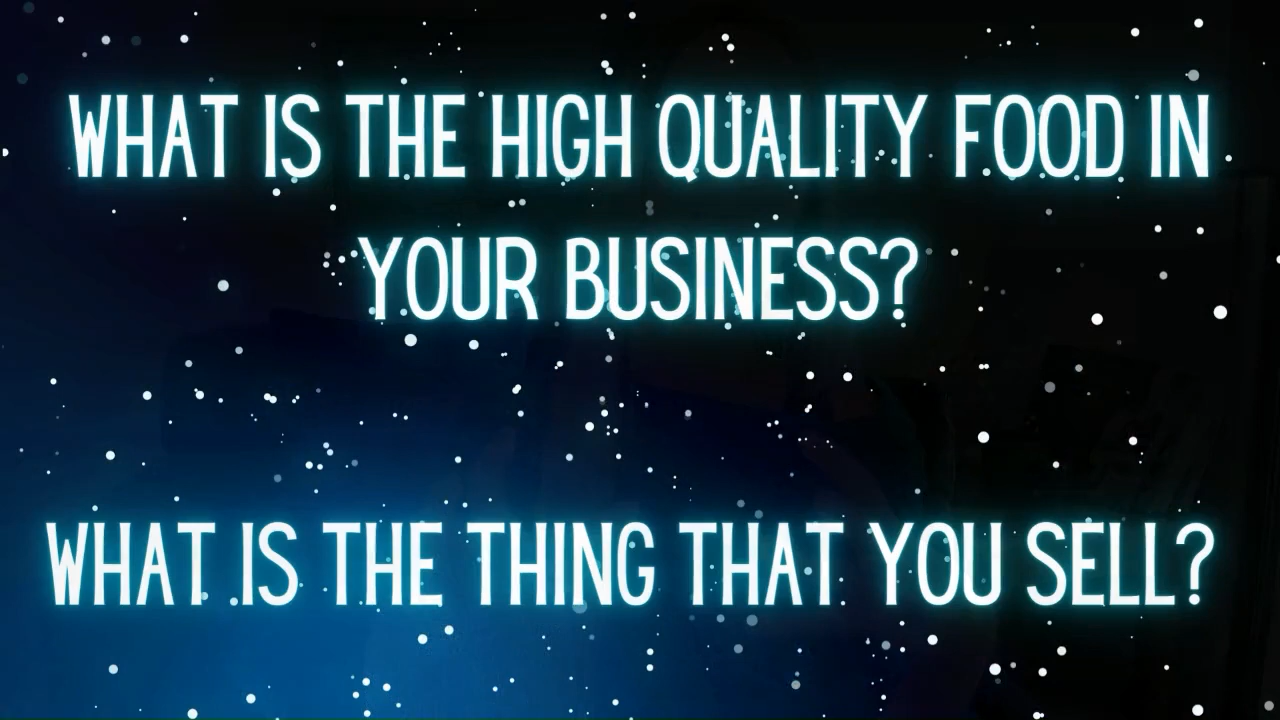 WHAT IS THE HIGH QUALITY FOOD IN
YOUR BUSINESS?
WHAT IS THE THING THAT YOU SELL?